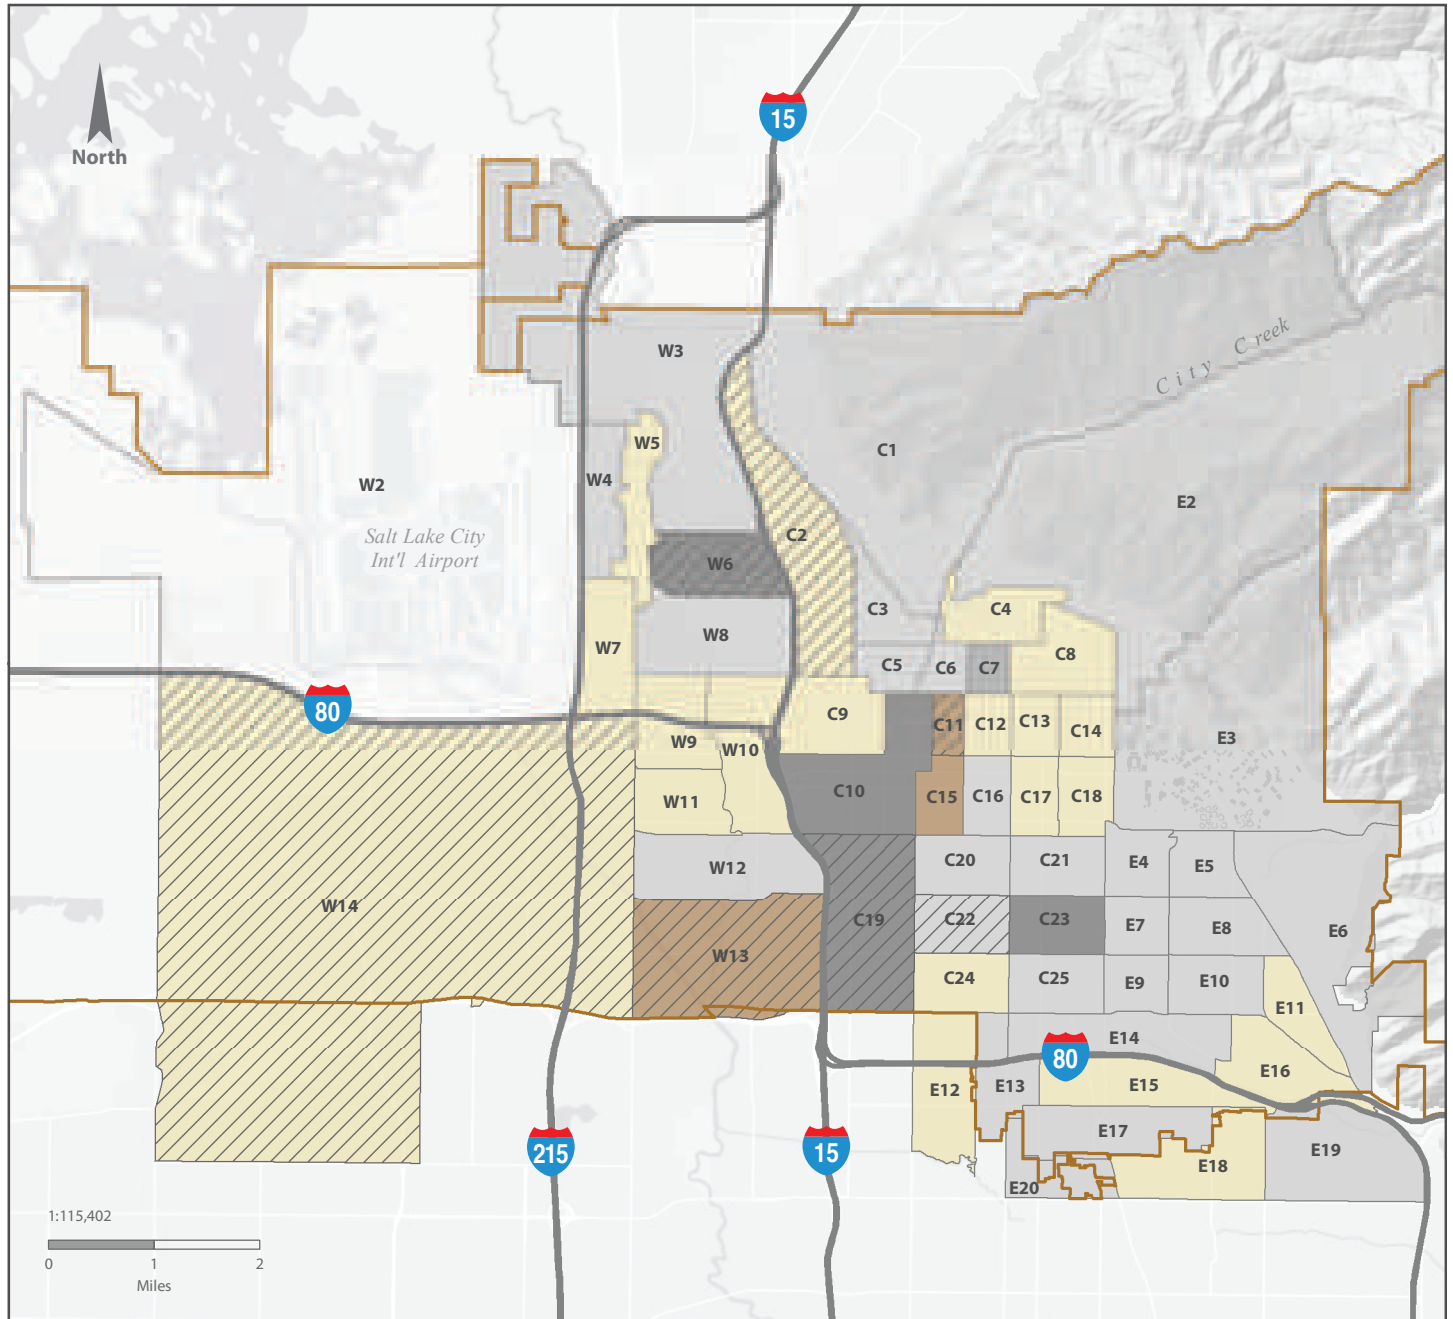 15
North
W3
City Creek
W5
C1
W4
W2
E2
Salt Lake City
Int'l Airport
C2
W6
C3
C4
W8
W7
C5
C6
C7
C8
80
C9
C11
C12
C13
C14
E3
W9
W10
W11
C10
C15
C16
C17
C18
W12
C20
C21
E4
E5
W14
C19
C22
C23
E7
E8
E6
W13
C24
C25
E9
E10
E11
E14
80
E12
E13
E15
E16
215
15
E17
E19
E18
E20
1:115,402
0 1 2
Miles